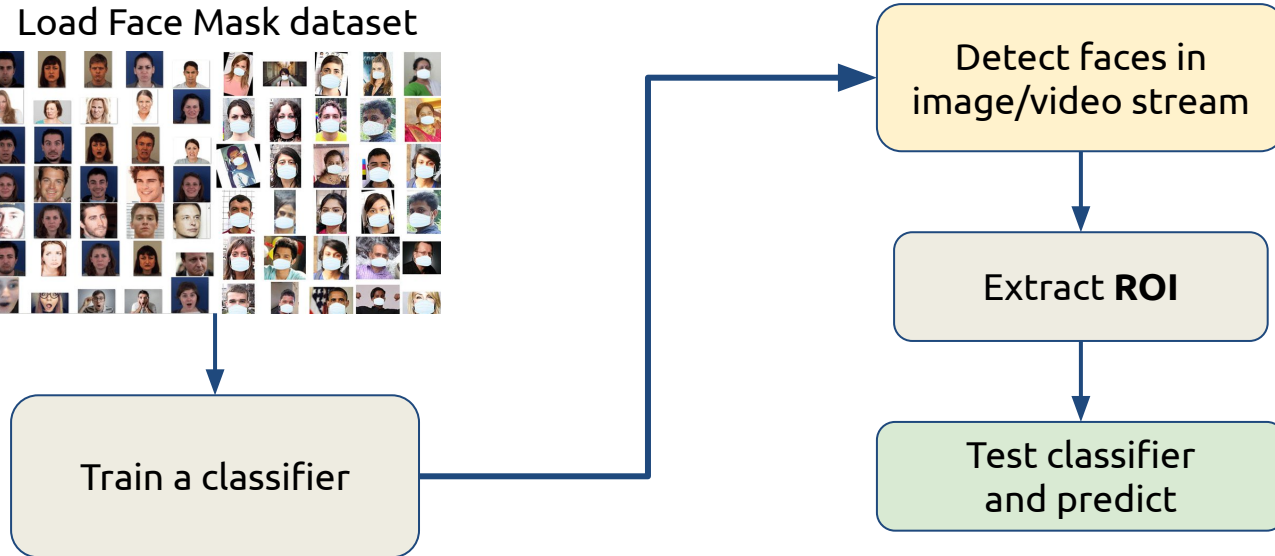 Load Face Mask dataset
Train a classifier
Detect faces in
image/video stream
Extract ROI
Test classifier
and predict